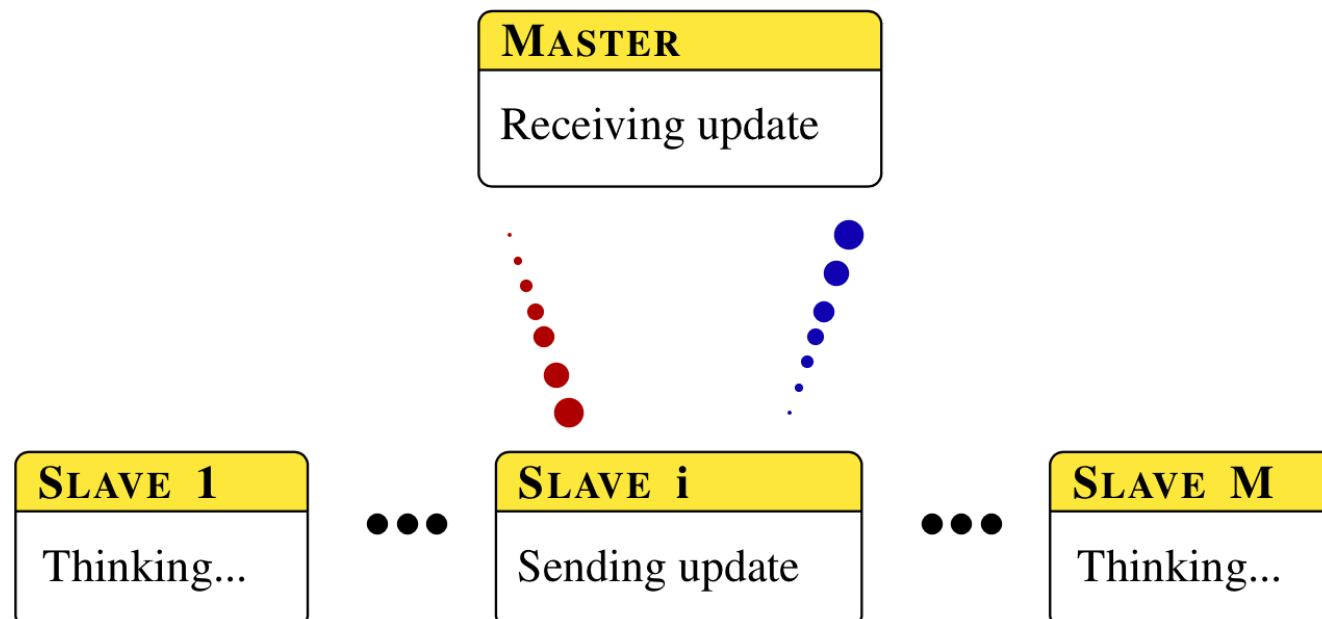 MASTER
Receiving update
SLAVE 1
Thinking...
SLAVE i
Sending update
SLAVE M
Thinking...